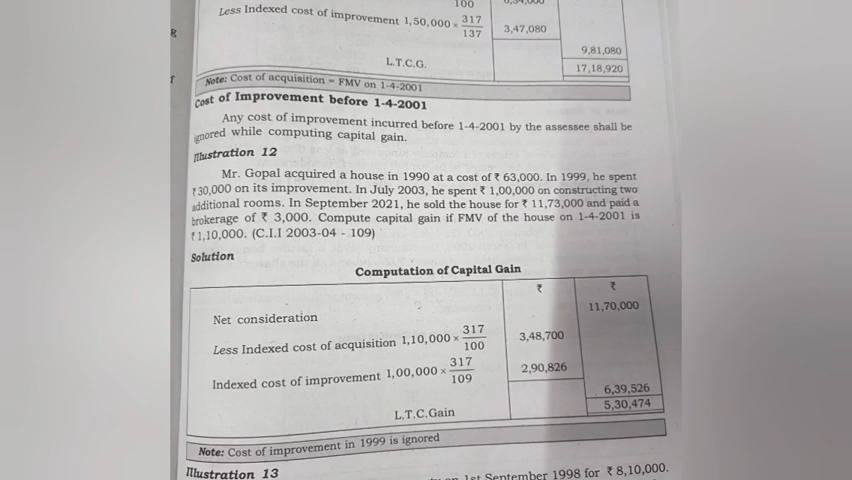 100
Less Indexed cost of improvement 1,50,000 × 317/137 3,47,080
9,81,080
L.T.C.G. 17,18,920
Note: Cost of acquisition = FMV on 1-4-2001
Cost of Improvement before 1-4-2001
Any cost of improvement incurred before 1-4-2001 by the assessee shall be
ignored while computing capital gain.
Illustration 12
Mr. Gopal acquired a house in 1990 at a cost of ₹ 63,000. In 1999, he spent
₹ 30,000 on its improvement. In July 2003, he spent ₹ 1,00,000 on constructing two
additional rooms. In September 2021, he sold the house for ₹ 11,73,000 and paid a
brokerage of ₹ 3,000. Compute capital gain if FMV of the house on 1-4-2001 is
₹ 1,10,000. (C.I.I 2003-04 - 109)
Solution
Computation of Capital Gain
₹ ₹
Net consideration 11,70,000
Less Indexed cost of acquisition 1,10,000 × 317/100 3,48,700
Indexed cost of improvement 1,00,000 × 317/109 2,90,826
6,39,526
L.T.C.Gain 5,30,474
Note: Cost of improvement in 1999 is ignored
Illustration 13
on 1st September 1998 for ₹ 8,10,000.